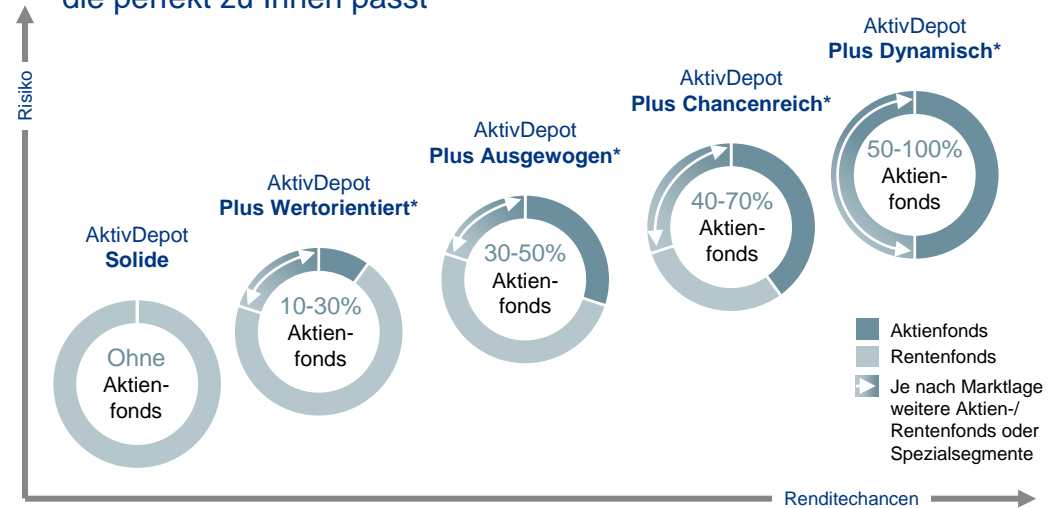 die perfekt zu Ihnen passt
Risiko
AktivDepot
Plus Dynamisch*
50-100%
Aktien-
fonds
AktivDepot
Plus Chancenreich*
40-70%
Aktien-
fonds
AktivDepot
Plus Ausgewogen*
30-50%
Aktien-
fonds
AktivDepot
Plus Wertorientiert*
10-30%
Aktien-
fonds
AktivDepot
Solide
Ohne
Aktien-
fonds
Aktienfonds
Rentenfonds
Je nach Marktlage
weitere Aktien-/
Rentenfonds oder
Spezialsegmente
Renditechancen